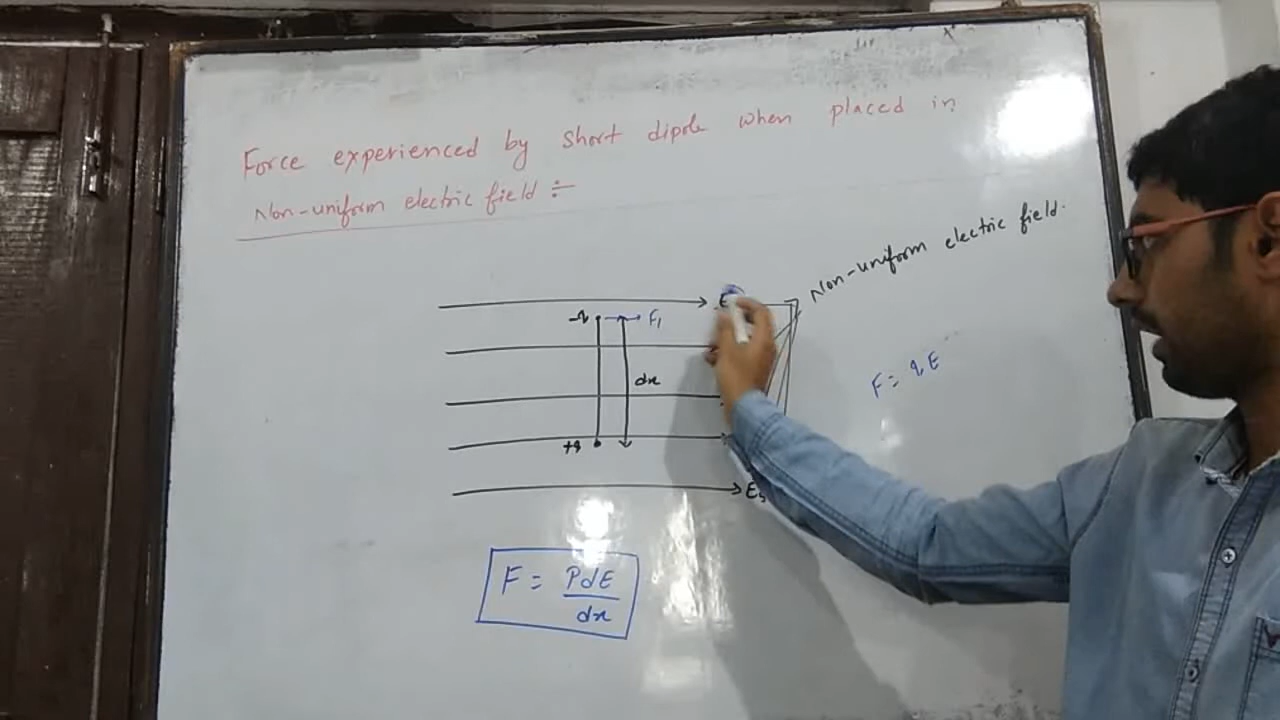 Force experienced by short dipole when placed in
Non-uniform electric field ÷
Non-uniform electric field.
E
-q F₁
dx
F = qE
+q
E₅
F = PdE
dx